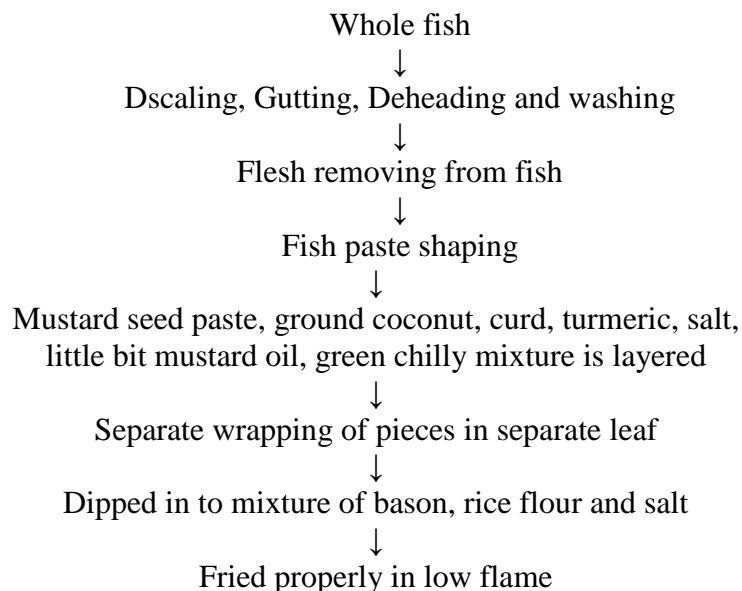 Whole fish
↓
Dscaling, Gutting, Deheading and washing
↓
Flesh removing from fish
↓
Fish paste shaping
↓
Mustard seed paste, ground coconut, curd, turmeric, salt,
little bit mustard oil, green chilly mixture is layered
↓
Separate wrapping of pieces in separate leaf
↓
Dipped in to mixture of bason, rice flour and salt
↓
Fried properly in low flame